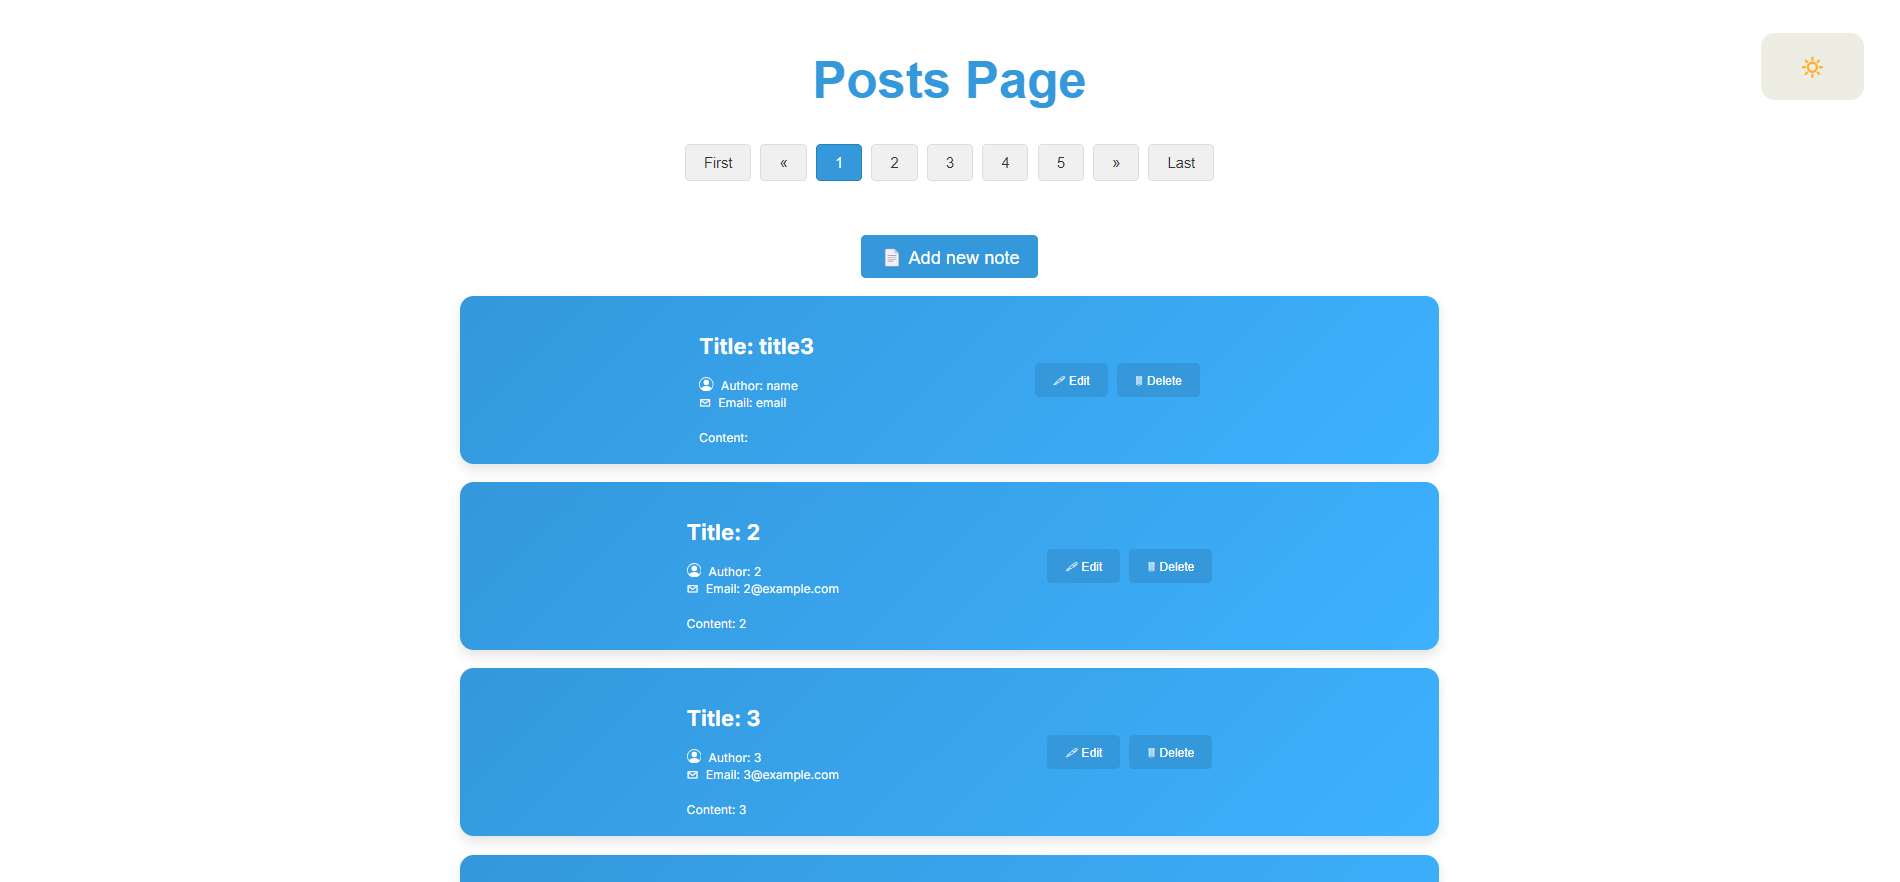 Posts Page
First « 1 2 3 4 5 » Last
Add new note
Title: title3
Author: name
Email: email
Content:
Edit Delete
Title: 2
Author: 2
Email: 2@example.com
Content: 2
Edit Delete
Title: 3
Author: 3
Email: 3@example.com
Content: 3
Edit Delete